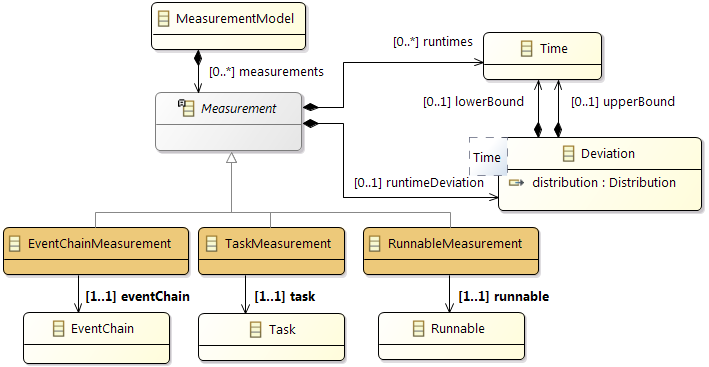 MeasurementModel
[0..*] runtimes
Time
[0..*] measurements
Measurement
[0..1] lowerBound
[0..1] upperBound
Time
Deviation
[0..1] runtimeDeviation
distribution : Distribution
EventChainMeasurement
TaskMeasurement
RunnableMeasurement
[1..1] eventChain
[1..1] task
[1..1] runnable
EventChain
Task
Runnable